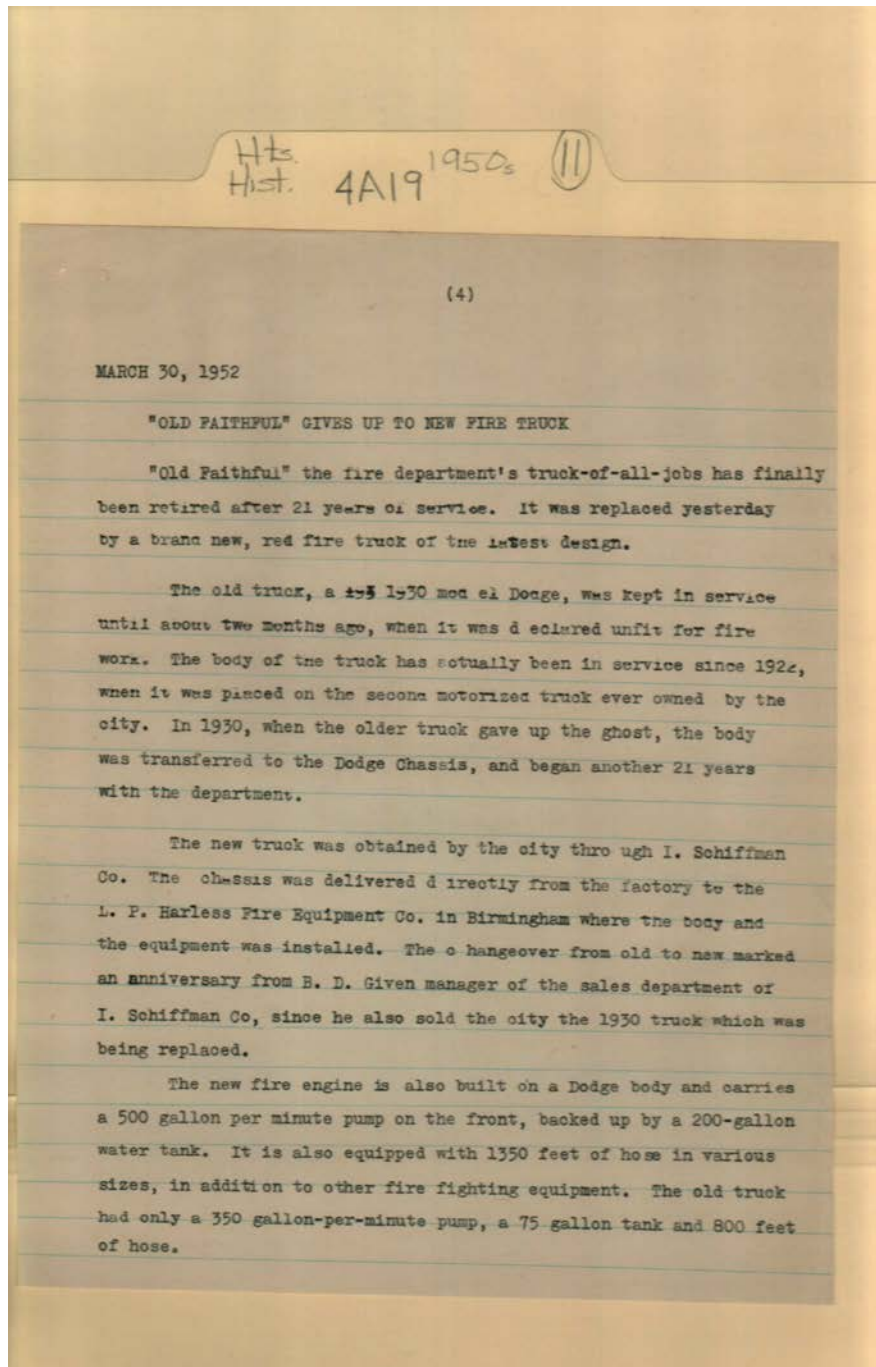 Hts.
Hist. 4A19 1950s 11
(4)
MARCH 30, 1952
"OLD FAITHFUL" GIVES UP TO NEW FIRE TRUCK
"Old Faithful" the fire department's truck-of-all-jobs has finally
been retired after 21 years of service. It was replaced yesterday
by a brand new, red fire truck of the latest design.
The old truck, a 1930 mod el Dodge, was kept in service
until about two months ago, when it was d eclared unfit for fire
work. The body of the truck has actually been in service since 1922,
when it was placed on the second motorized truck ever owned by the
city. In 1930, when the older truck gave up the ghost, the body
was transferred to the Dodge Chassis, and began another 21 years
with the department.
The new truck was obtained by the city thro ugh I. Schiffman
Co. The chassis was delivered d irectly from the factory to the
L. P. Harless Fire Equipment Co. in Birmingham where the body and
the equipment was installed. The c hangeover from old to new marked
an anniversary from B. D. Given manager of the sales department of
I. Schiffman Co, since he also sold the city the 1930 truck which was
being replaced.
The new fire engine is also built on a Dodge body and carries
a 500 gallon per minute pump on the front, backed up by a 200-gallon
water tank. It is also equipped with 1350 feet of hose in various
sizes, in addition to other fire fighting equipment. The old truck
had only a 350 gallon-per-minute pump, a 75 gallon tank and 800 feet
of hose.